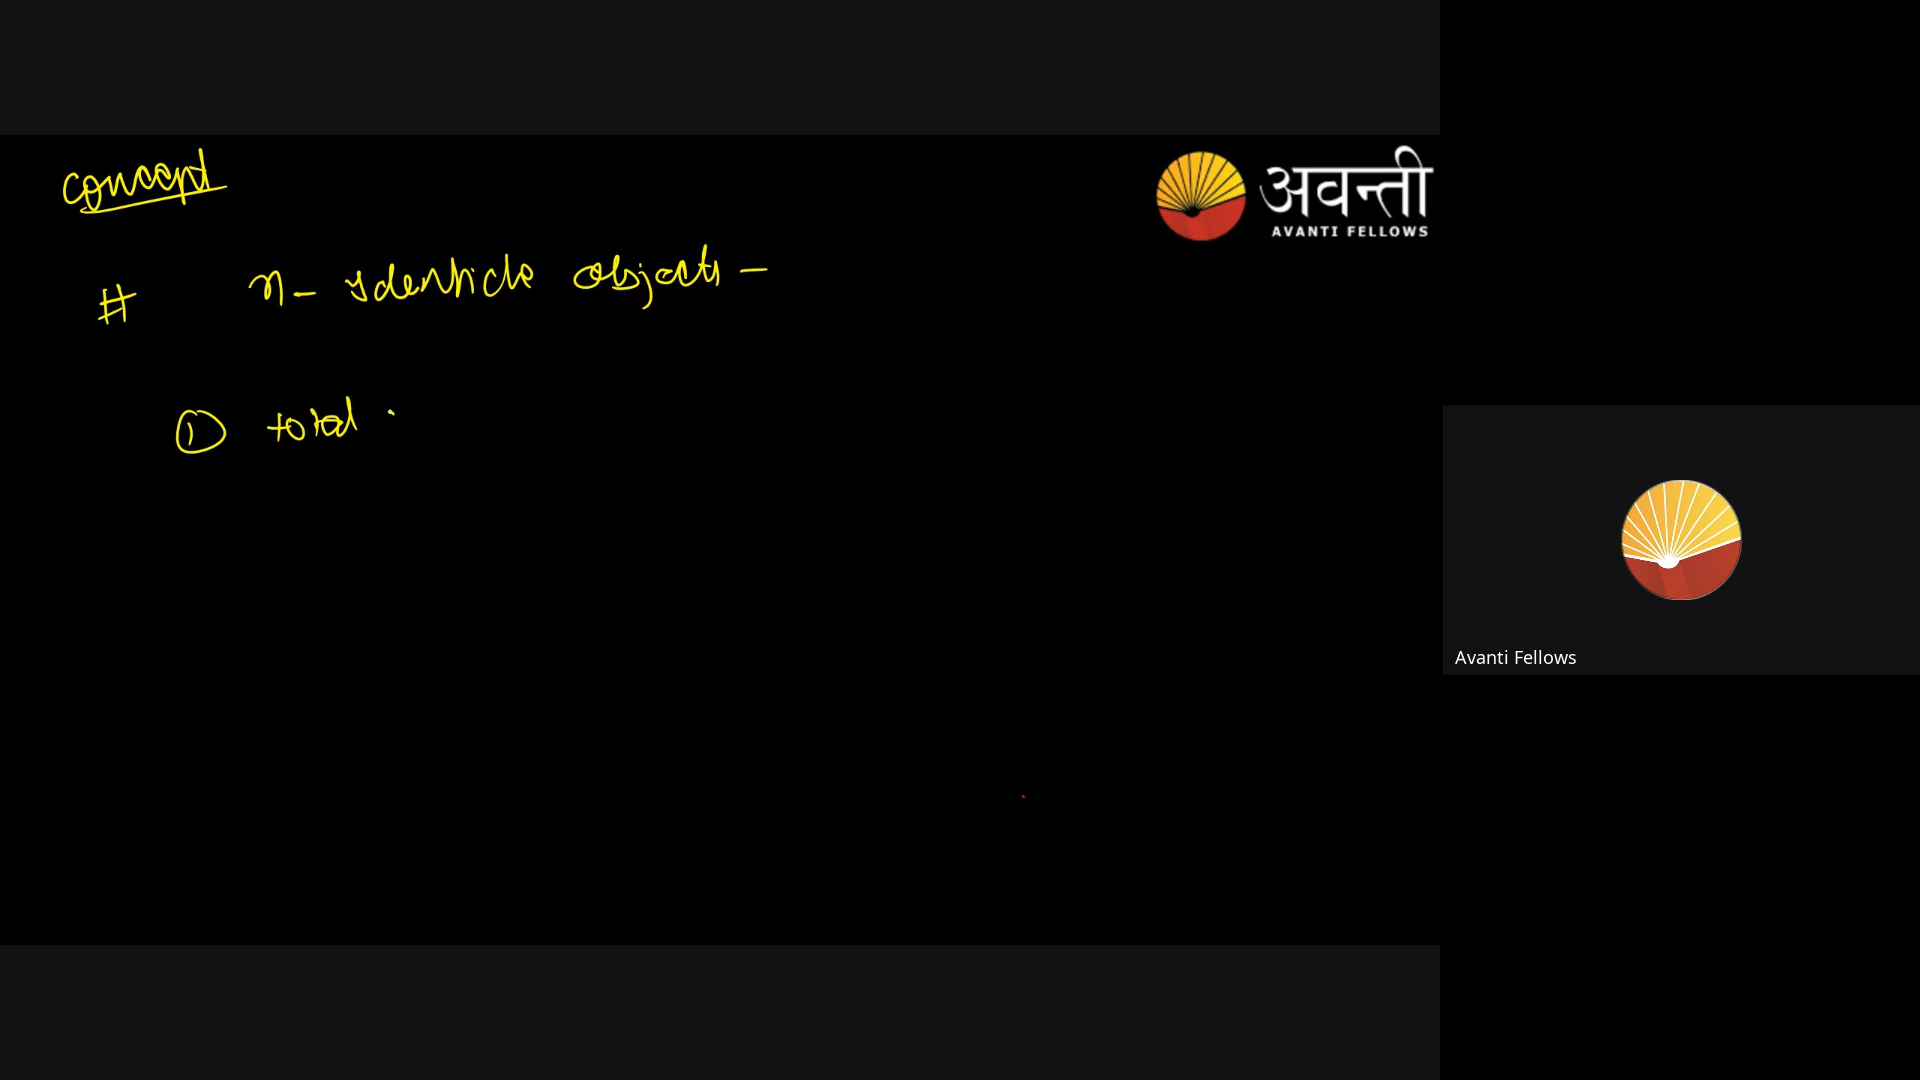 concept
अवन्ती
AVANTI FELLOWS
# n- Identicle objects -
① total
Avanti Fellows